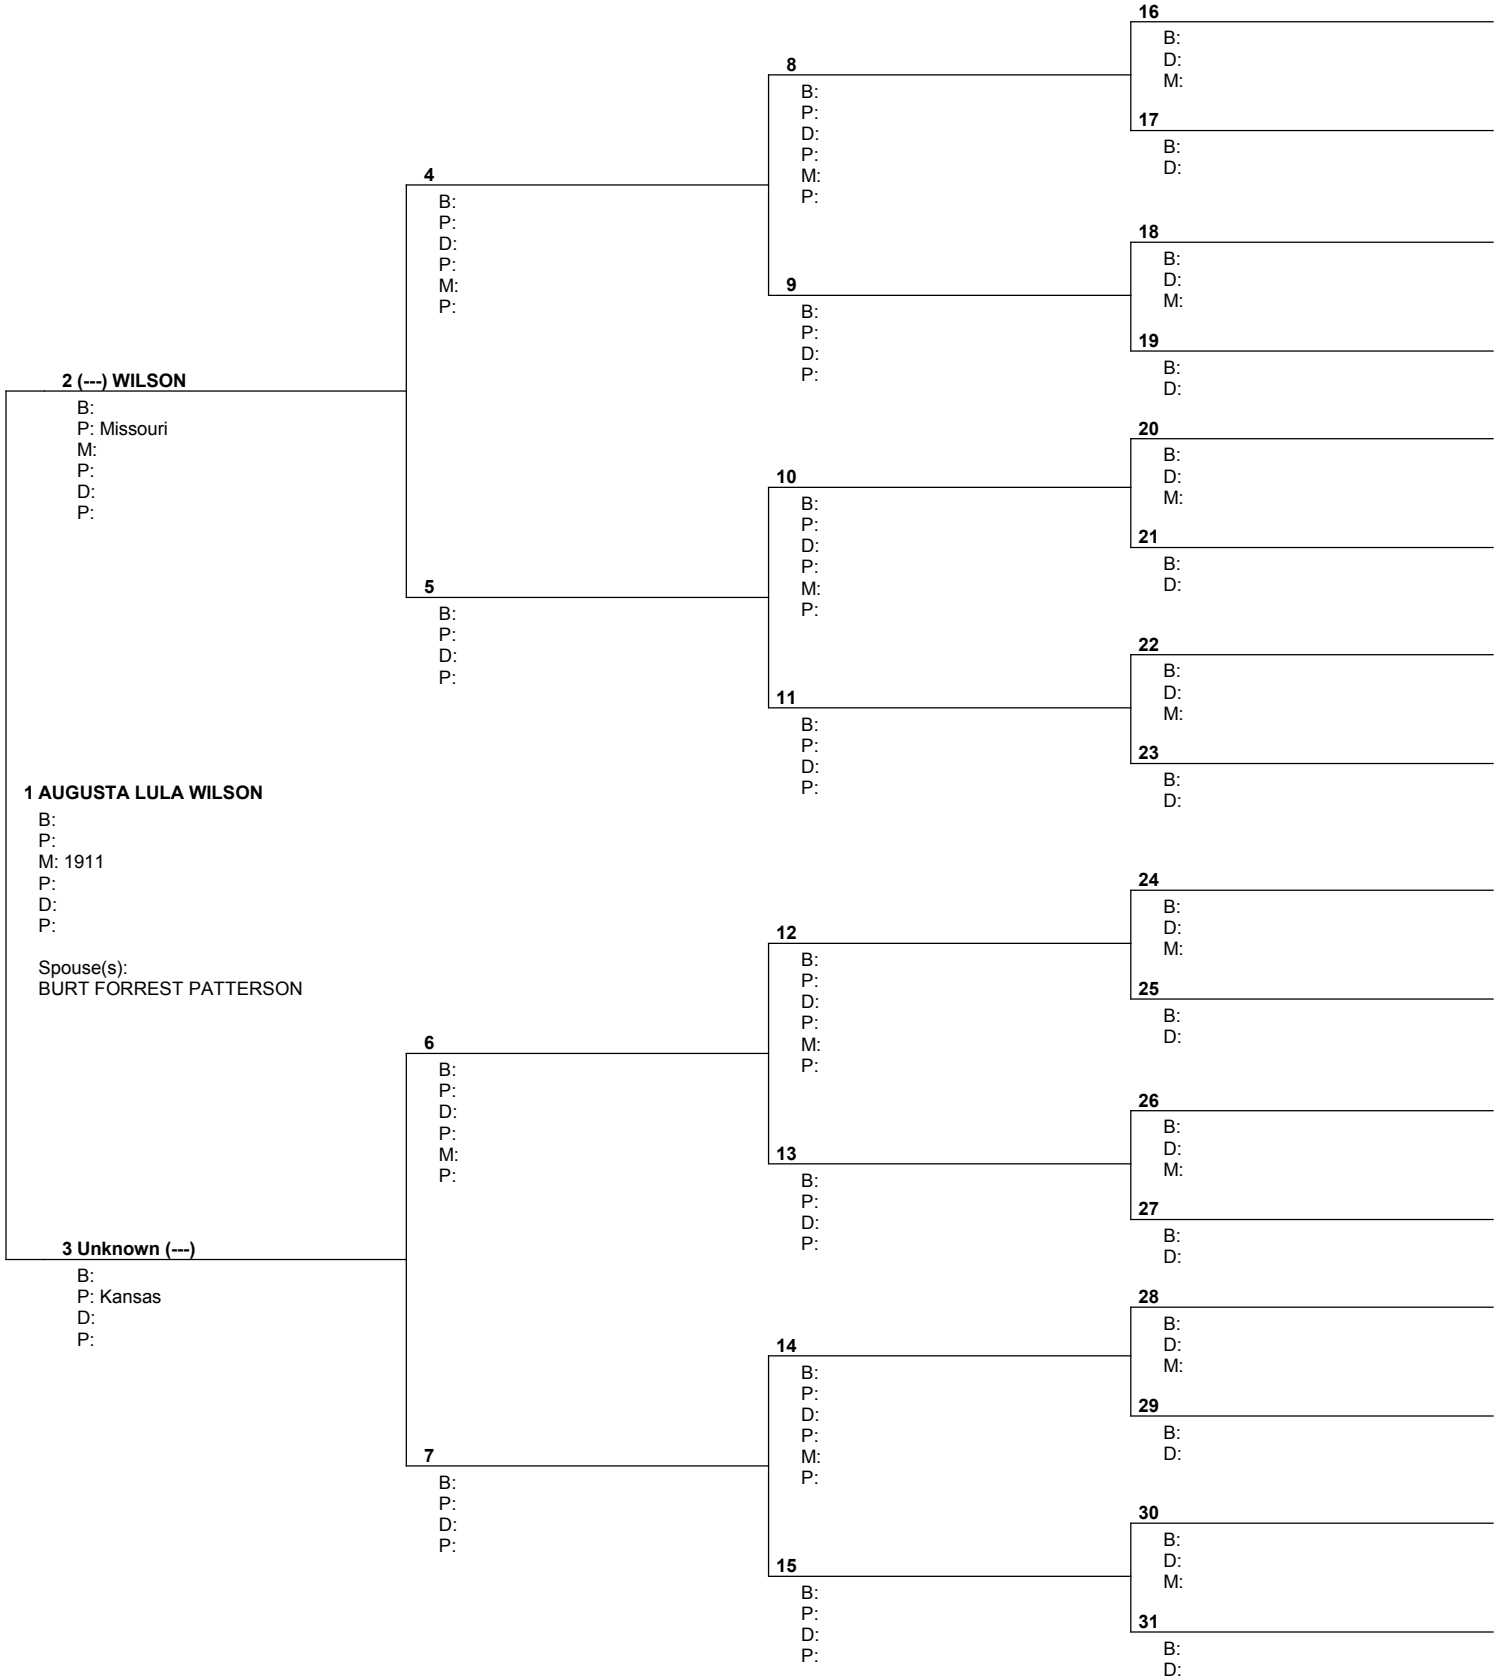 16
B:
D:
M:
8
B:
P:
D:
P:
M:
P:
17
B:
D:
4
B:
P:
D:
P:
M:
P:
18
B:
D:
M:
9
B:
P:
D:
P:
19
B:
D:
2 (---) WILSON
B:
P: Missouri
M:
P:
D:
P:
20
B:
D:
M:
10
B:
P:
D:
P:
M:
P:
21
B:
D:
5
B:
P:
D:
P:
22
B:
D:
M:
11
B:
P:
D:
P:
23
B:
D:
1 AUGUSTA LULA WILSON
B:
P:
M: 1911
P:
D:
P:
Spouse(s):
BURT FORREST PATTERSON
24
B:
D:
M:
12
B:
P:
D:
P:
M:
P:
25
B:
D:
6
B:
P:
D:
P:
M:
P:
26
B:
D:
M:
13
B:
P:
D:
P:
27
B:
D:
3 Unknown (---)
B:
P: Kansas
D:
P:
28
B:
D:
M:
14
B:
P:
D:
P:
M:
P:
29
B:
D:
7
B:
P:
D:
P:
30
B:
D:
M:
15
B:
P:
D:
P:
31
B:
D: